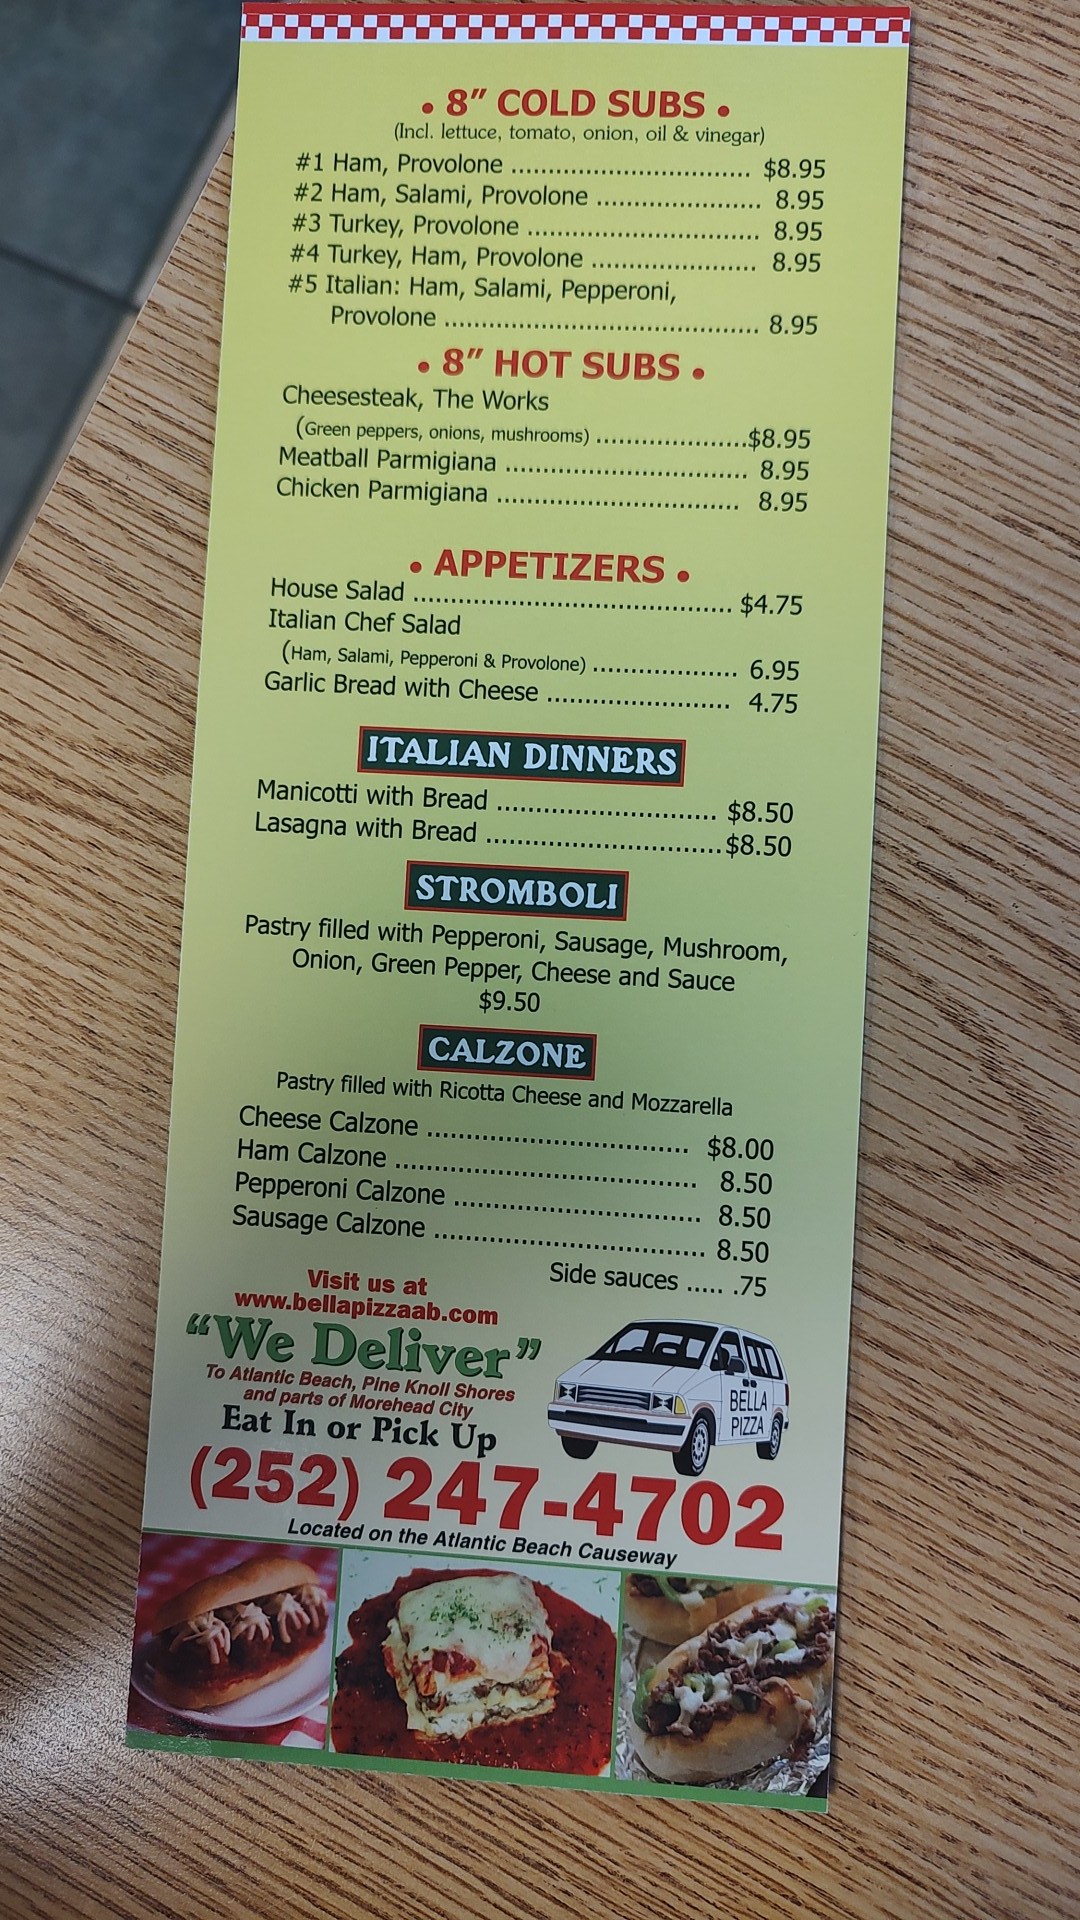 • 8" COLD SUBS •
(Incl. lettuce, tomato, onion, oil & vinegar)
#1 Ham, Provolone ................................ $8.95
#2 Ham, Salami, Provolone ...................... 8.95
#3 Turkey, Provolone ............................... 8.95
#4 Turkey, Ham, Provolone ...................... 8.95
#5 Italian: Ham, Salami, Pepperoni,
Provolone ........................................... 8.95
• 8" HOT SUBS •
Cheesesteak, The Works
(Green peppers, onions, mushrooms) .....................$8.95
Meatball Parmigiana ................................. 8.95
Chicken Parmigiana ................................. 8.95
• APPETIZERS •
House Salad ........................................... $4.75
Italian Chef Salad
(Ham, Salami, Pepperoni & Provolone) .................... 6.95
Garlic Bread with Cheese ......................... 4.75
ITALIAN DINNERS
Manicotti with Bread .............................. $8.50
Lasagna with Bread ................................$8.50
STROMBOLI
Pastry filled with Pepperoni, Sausage, Mushroom,
Onion, Green Pepper, Cheese and Sauce
$9.50
CALZONE
Pastry filled with Ricotta Cheese and Mozzarella
Cheese Calzone ................................... $8.00
Ham Calzone ........................................ 8.50
Pepperoni Calzone ................................. 8.50
Sausage Calzone .................................... 8.50
Side sauces ..... .75
Visit us at
www.bellapizzaab.com
"We Deliver"
To Atlantic Beach, Pine Knoll Shores
and parts of Morehead City
Eat In or Pick Up
BELLA
PIZZA
(252) 247-4702
Located on the Atlantic Beach Causeway